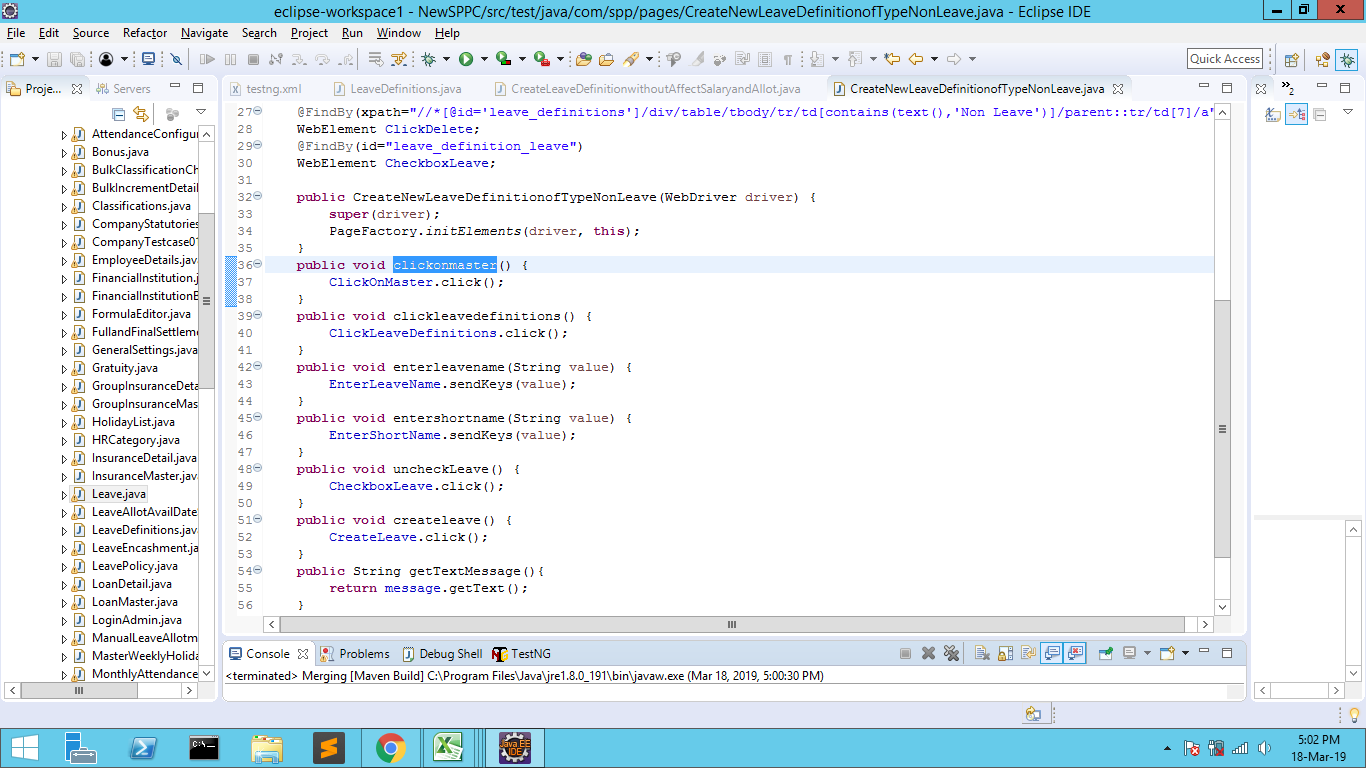 eclipse-workspace1 - NewSPPC/src/test/java/com/spp/pages/CreateNewLeaveDefinitionofTypeNonLeave.java - Eclipse IDE
File Edit Source Refactor Navigate Search Project Run Window Help
Quick Access
Proje... Servers
testng.xml LeaveDefinitions.java CreateLeaveDefinitionwithoutAffectSalaryandAllot.java CreateNewLeaveDefinitionofTypeNonLeave.java
2
AttendanceConfigu
Bonus.java
BulkClassificationCh
BulkIncrementDetail
Classifications.java
CompanyStatutories
CompanyTestcase01
EmployeeDetails.java
FinancialInstitution.j
FinancialInstitutionE
FormulaEditor.java
FullandFinalSettleme
GeneralSettings.java
Gratuity.java
GroupInsuranceDeta
GroupInsuranceMas
HolidayList.java
HRCategory.java
InsuranceDetail.java
InsuranceMaster.java
Leave.java
LeaveAllotAvailDate
LeaveDefinitions.java
LeaveEncashment.ja
LeavePolicy.java
LoanDetail.java
LoanMaster.java
LoginAdmin.java
ManualLeaveAllotm
MasterWeeklyHolida
MonthlyAttendance
27 @FindBy(xpath="//*[@id='leave_definitions']/div/table/tbody/tr/td[contains(text(),'Non Leave')]/parent::tr/td[7]/a"
28 WebElement ClickDelete;
29 @FindBy(id="leave_definition_leave")
30 WebElement CheckboxLeave;
31
32 public CreateNewLeaveDefinitionofTypeNonLeave(WebDriver driver) {
33 super(driver);
34 PageFactory.initElements(driver, this);
35 }
36 public void clickonmaster() {
37 ClickOnMaster.click();
38 }
39 public void clickleavedefinitions() {
40 ClickLeaveDefinitions.click();
41 }
42 public void enterleavename(String value) {
43 EnterLeaveName.sendKeys(value);
44 }
45 public void entershortname(String value) {
46 EnterShortName.sendKeys(value);
47 }
48 public void uncheckLeave() {
49 CheckboxLeave.click();
50 }
51 public void createleave() {
52 CreateLeave.click();
53 }
54 public String getTextMessage(){
55 return message.getText();
56 }
Console Problems Debug Shell TestNG
<terminated> Merging [Maven Build] C:\Program Files\Java\jre1.8.0_191\bin\javaw.exe (Mar 18, 2019, 5:00:30 PM)
Java EE
IDE
5:02 PM
18-Mar-19